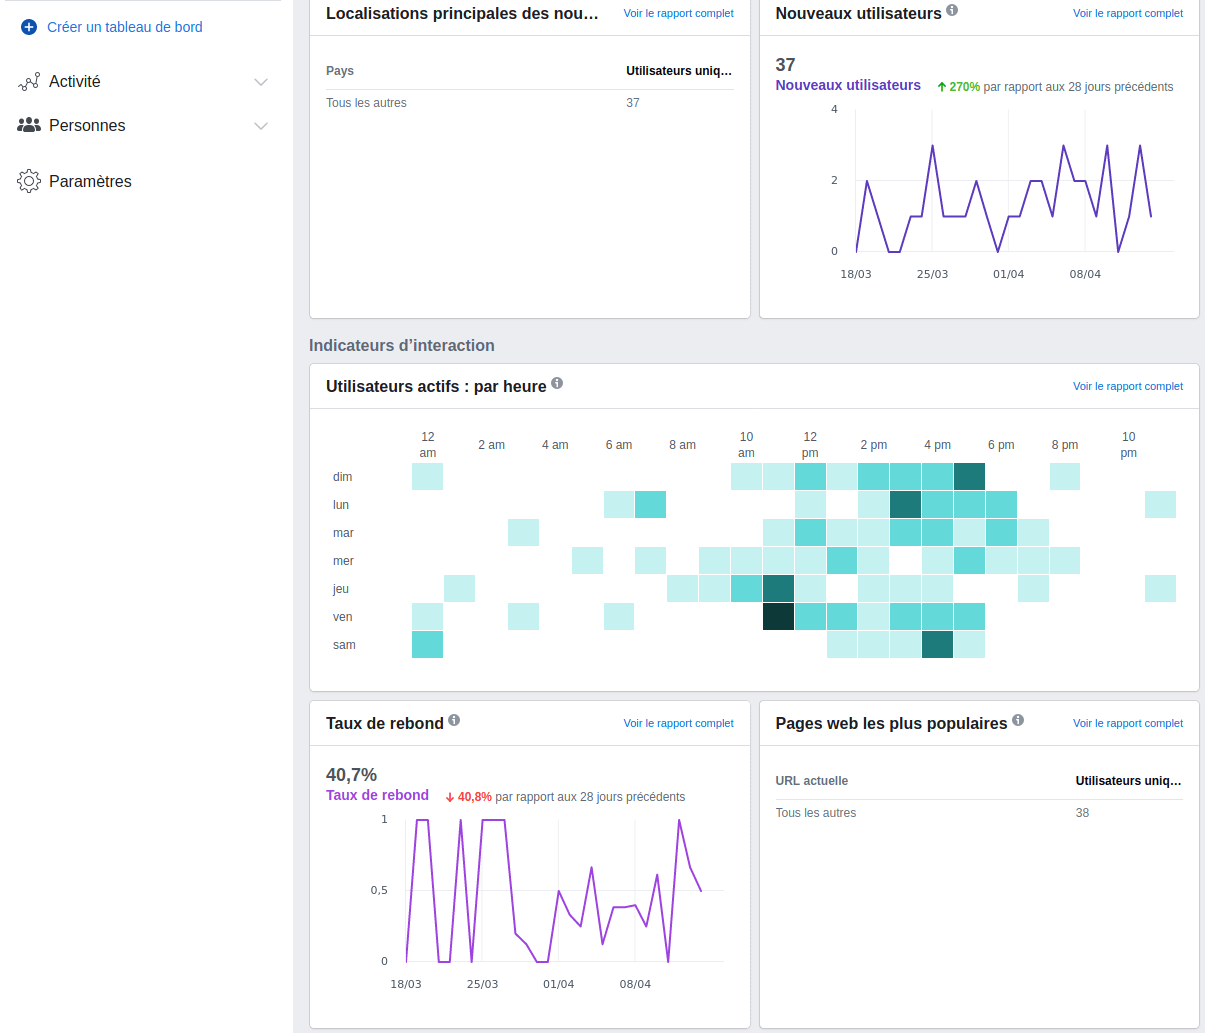 Créer un tableau de bord
Activité
Personnes
Paramètres
Localisations principales des nou… Voir le rapport complet
Pays Utilisateurs uniq…
Tous les autres 37
Nouveaux utilisateurs Voir le rapport complet
37
Nouveaux utilisateurs 270% par rapport aux 28 jours précédents
4
2
0
18/03 25/03 01/04 08/04
Indicateurs d’interaction
Utilisateurs actifs : par heure Voir le rapport complet
12 am 2 am 4 am 6 am 8 am 10 am 12 pm 2 pm 4 pm 6 pm 8 pm 10 pm
dim
lun
mar
mer
jeu
ven
sam
Taux de rebond Voir le rapport complet
40,7%
Taux de rebond 40,8% par rapport aux 28 jours précédents
1
0,5
0
18/03 25/03 01/04 08/04
Pages web les plus populaires Voir le rapport complet
URL actuelle Utilisateurs uniq…
Tous les autres 38